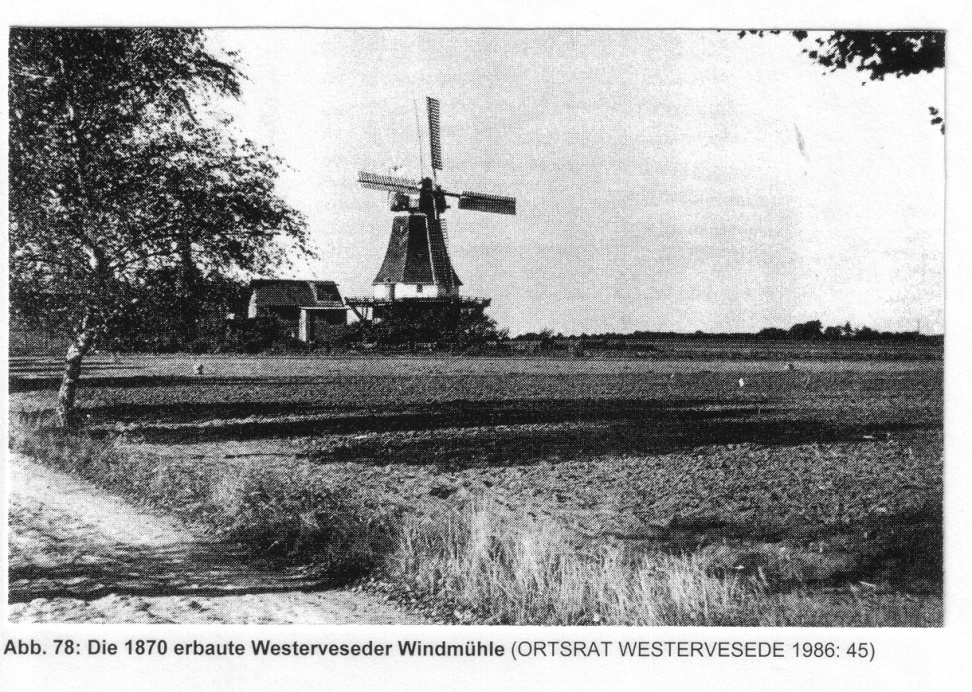 Abb. 78: Die 1870 erbaute Westerveseder Windmühle (ORTSRAT WESTERVESEDE 1986: 45)